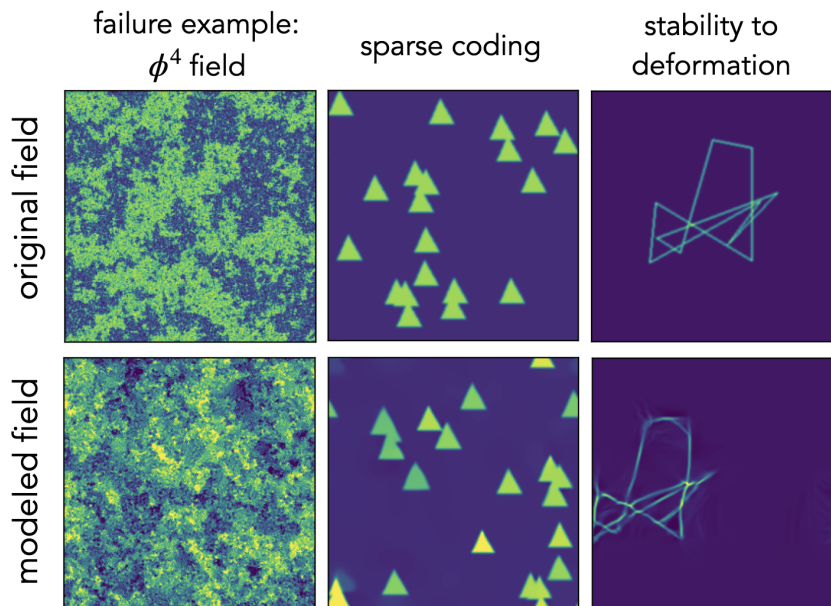 failure example:
ϕ⁴ field
sparse coding
stability to
deformation
original field
modeled field